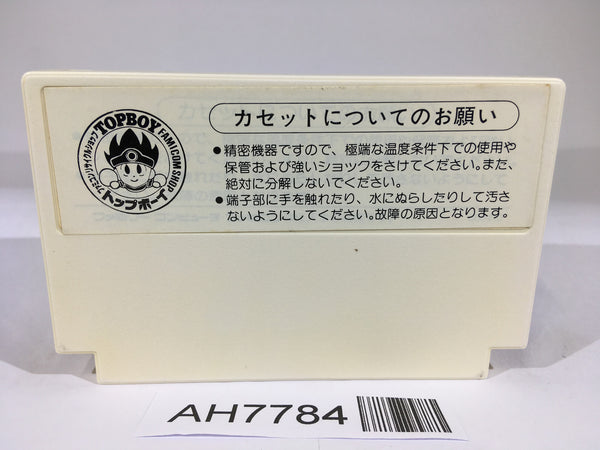 TOPBOY FAMICOM SHOP
トップボーイ
カセットについてのお願い
●精密機器ですので、極端な温度条件下での使用や
保管および強いショックをさけてください。また、
絶対に分解しないでください。
●端子部に手を触れたり、水にぬらしたりして汚さ
ないようにしてください。故障の原因となります。
AH7784